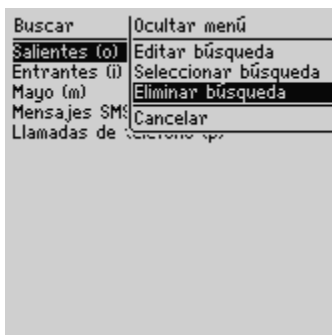 Buscar
Salientes (o)
Entrantes (i)
Mayo (m)
Mensajes SMS
Llamadas de
Ocultar menú
Editar búsqueda
Seleccionar búsqueda
Eliminar búsqueda
Cancelar